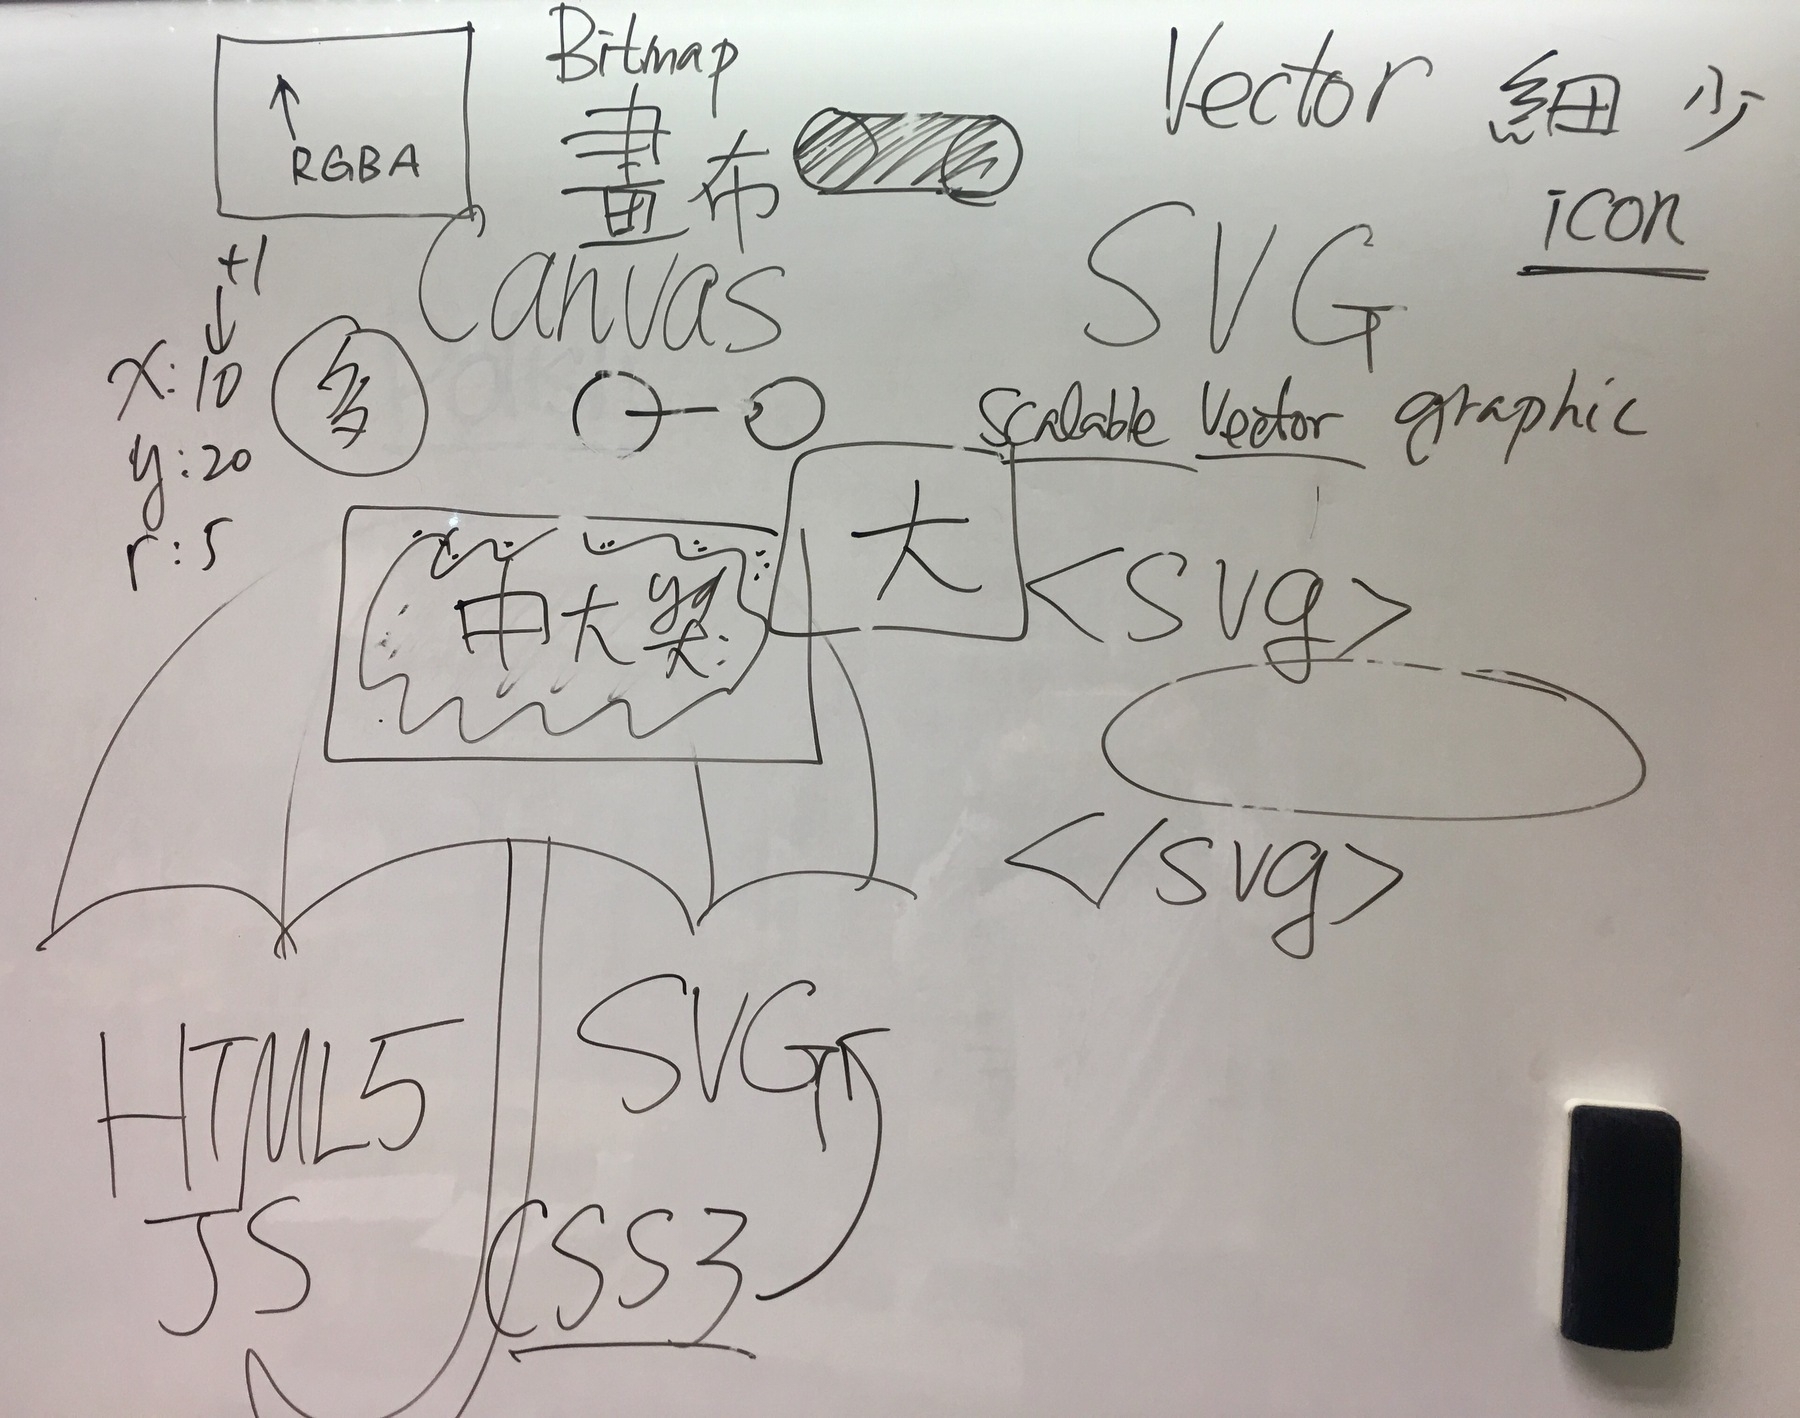 Bitmap
RGBA
畫布
Canvas
+1
x:10
y:20
r:5
多
大
中大獎
Vector 細 少
icon
SVG
Scalable Vector graphic
<svg>
</svg>
HTML5
JS
SVG
CSS3